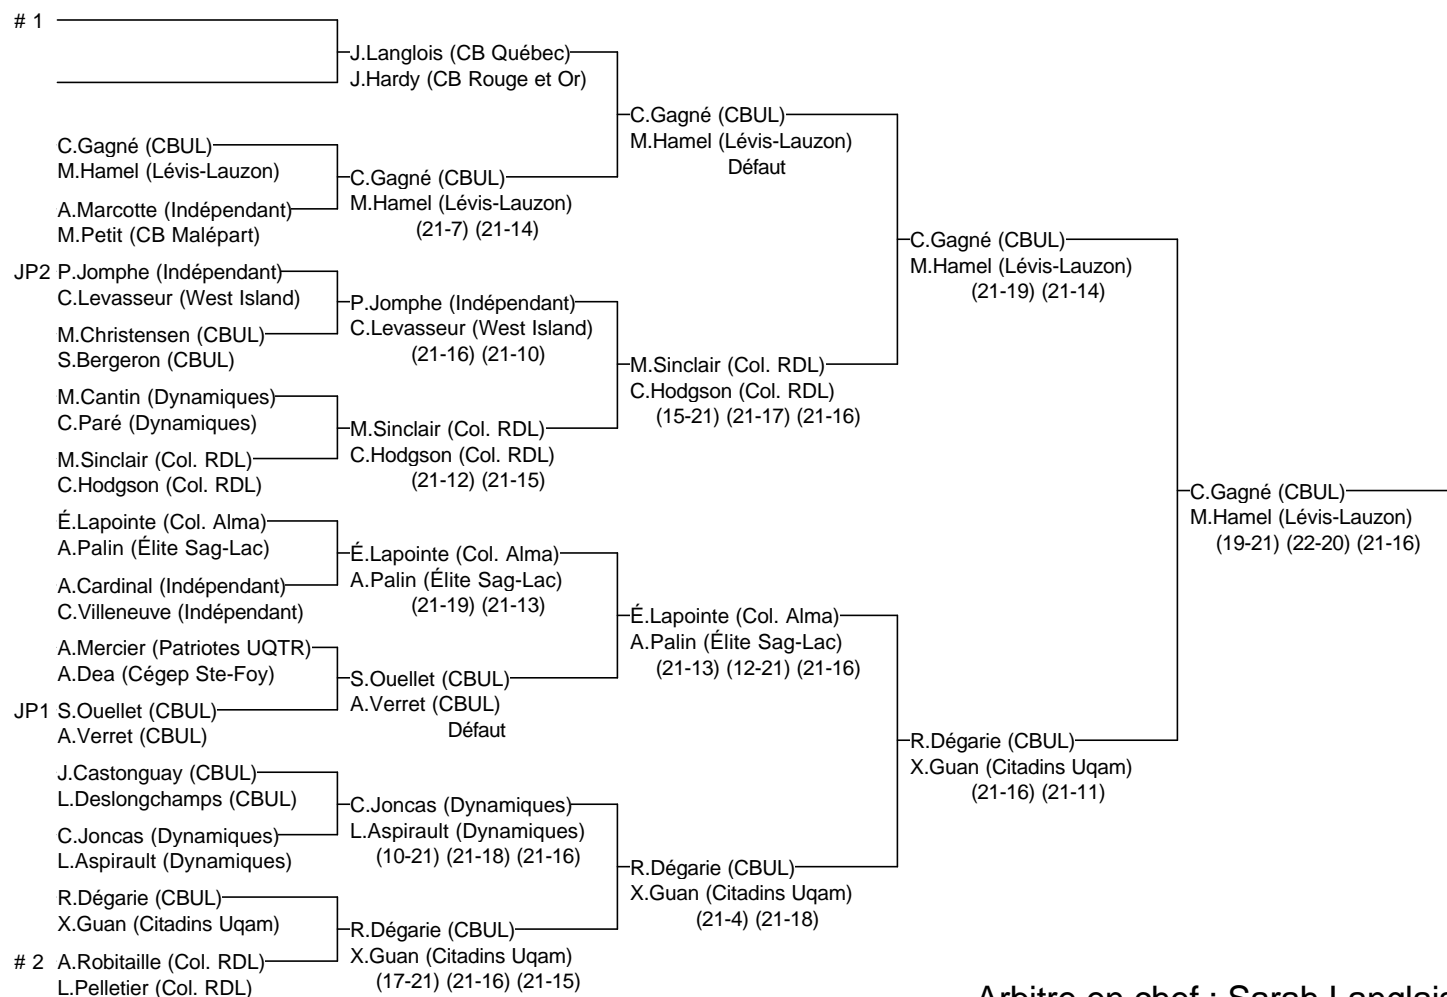 # 1
J.Langlois (CB Québec)
J.Hardy (CB Rouge et Or)
C.Gagné (CBUL)
M.Hamel (Lévis-Lauzon)
Défaut
C.Gagné (CBUL)
M.Hamel (Lévis-Lauzon)
A.Marcotte (Indépendant)
M.Petit (CB Malépart)
C.Gagné (CBUL)
M.Hamel (Lévis-Lauzon)
(21-7) (21-14)
C.Gagné (CBUL)
M.Hamel (Lévis-Lauzon)
(21-19) (21-14)
JP2 P.Jomphe (Indépendant)
C.Levasseur (West Island)
M.Christensen (CBUL)
S.Bergeron (CBUL)
P.Jomphe (Indépendant)
C.Levasseur (West Island)
(21-16) (21-10)
M.Sinclair (Col. RDL)
C.Hodgson (Col. RDL)
(15-21) (21-17) (21-16)
M.Cantin (Dynamiques)
C.Paré (Dynamiques)
M.Sinclair (Col. RDL)
C.Hodgson (Col. RDL)
M.Sinclair (Col. RDL)
C.Hodgson (Col. RDL)
(21-12) (21-15)
C.Gagné (CBUL)
M.Hamel (Lévis-Lauzon)
(19-21) (22-20) (21-16)
É.Lapointe (Col. Alma)
A.Palin (Élite Sag-Lac)
A.Cardinal (Indépendant)
C.Villeneuve (Indépendant)
É.Lapointe (Col. Alma)
A.Palin (Élite Sag-Lac)
(21-19) (21-13)
É.Lapointe (Col. Alma)
A.Palin (Élite Sag-Lac)
(21-13) (12-21) (21-16)
A.Mercier (Patriotes UQTR)
A.Dea (Cégep Ste-Foy)
JP1 S.Ouellet (CBUL)
A.Verret (CBUL)
S.Ouellet (CBUL)
A.Verret (CBUL)
Défaut
R.Dégarie (CBUL)
X.Guan (Citadins Uqam)
(21-16) (21-11)
J.Castonguay (CBUL)
L.Deslongchamps (CBUL)
C.Joncas (Dynamiques)
L.Aspirault (Dynamiques)
C.Joncas (Dynamiques)
L.Aspirault (Dynamiques)
(10-21) (21-18) (21-16)
R.Dégarie (CBUL)
X.Guan (Citadins Uqam)
(21-4) (21-18)
R.Dégarie (CBUL)
X.Guan (Citadins Uqam)
# 2 A.Robitaille (Col. RDL)
L.Pelletier (Col. RDL)
R.Dégarie (CBUL)
X.Guan (Citadins Uqam)
(17-21) (21-16) (21-15)
Arbitre en chef : Sarah Langlais